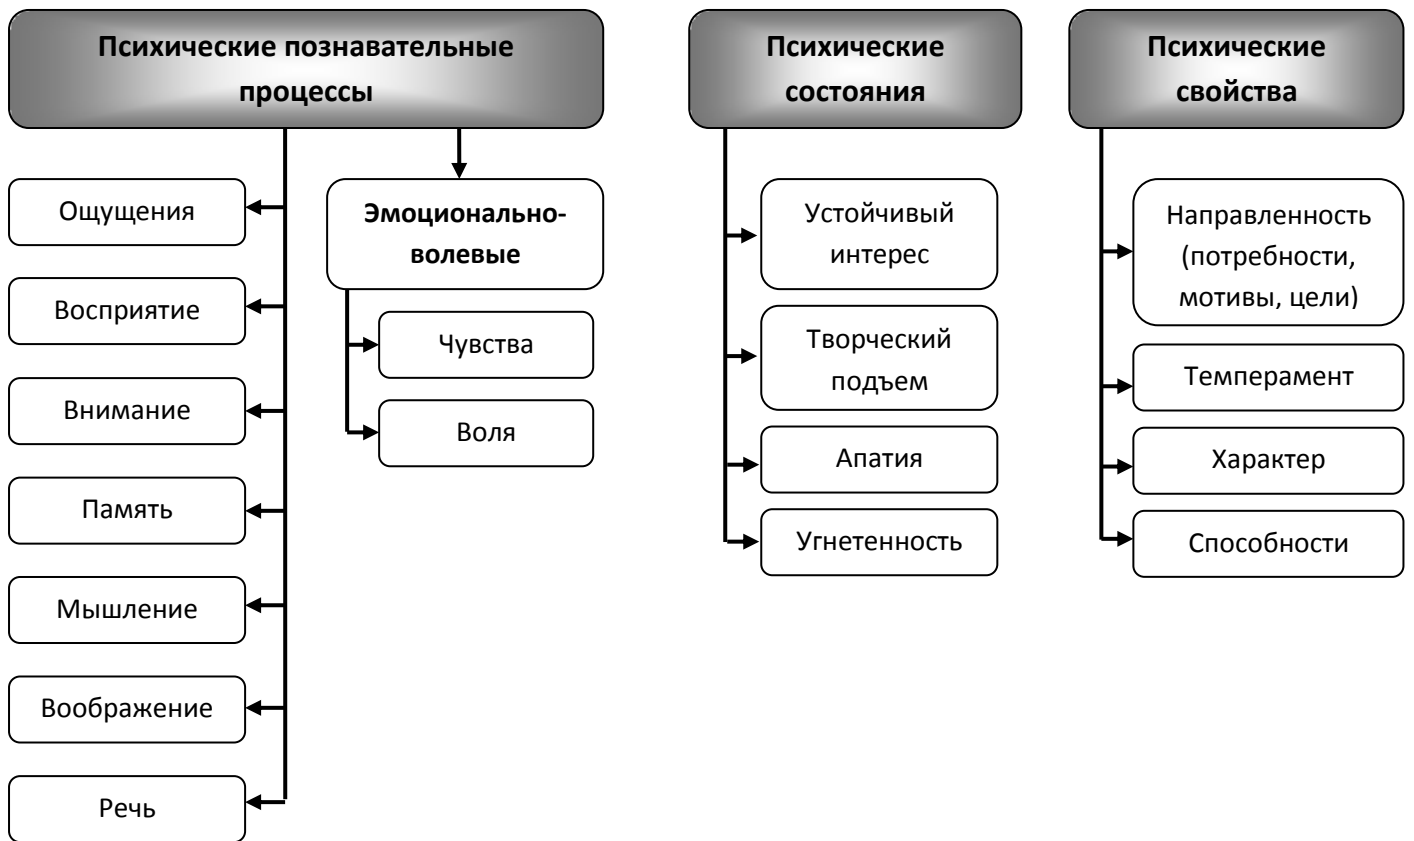 Психические познавательные
процессы
Ощущения
Восприятие
Внимание
Память
Мышление
Воображение
Речь
Эмоционально-
волевые
Чувства
Воля
Психические
состояния
Устойчивый
интерес
Творческий
подъем
Апатия
Угнетенность
Психические
свойства
Направленность
(потребности,
мотивы, цели)
Темперамент
Характер
Способности